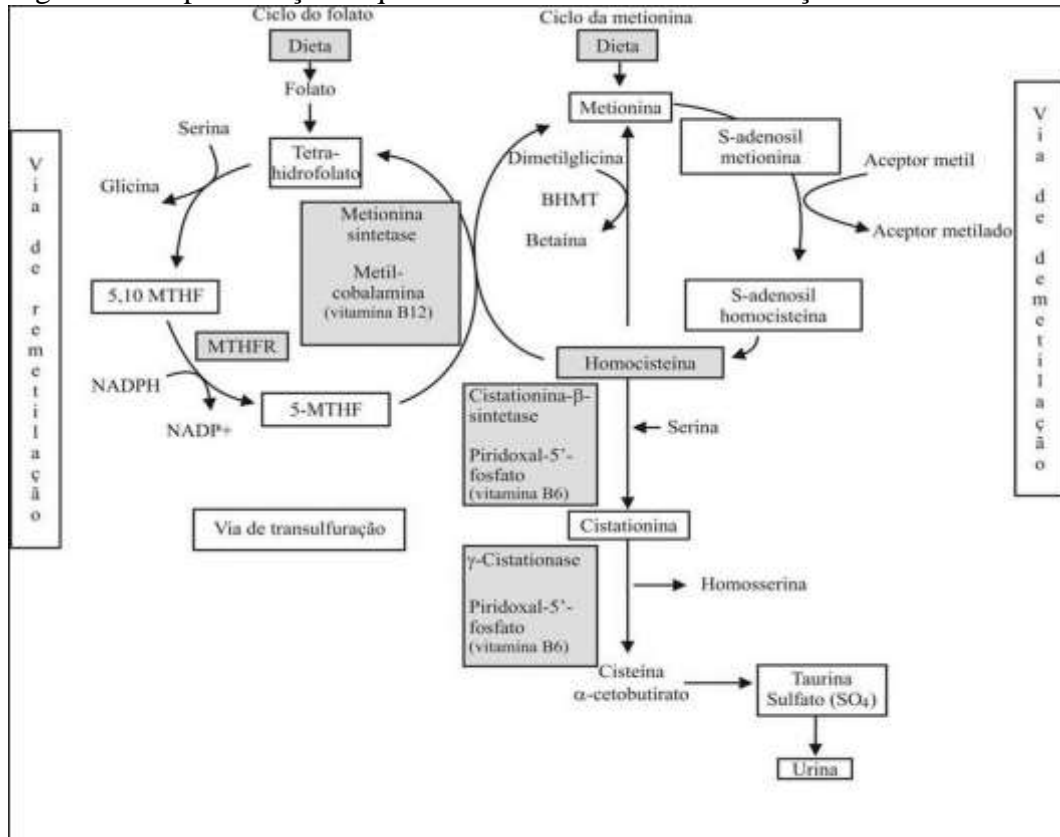 Ciclo do folato
Dieta
Folato
Serina
Tetra-
hidrofolato
Glicina
Metionina
sintetase
Metil-
cobalamina
(vitamina B12)
5,10 MTHF
MTHFR
NADPH
NADP+
5-MTHF
Via de remetilação
Via de transulfuração
Ciclo da metionina
Dieta
Metionina
S-adenosil
metionina
Dimetilglicina
BHMT
Betaína
Aceptor metil
Aceptor metilado
S-adenosil
homocisteína
Homocisteína
Cistationina-β-
sintetase
Piridoxal-5’-
fosfato
(vitamina B6)
Serina
Cistationina
γ-Cistationase
Piridoxal-5’-
fosfato
(vitamina B6)
Homosserina
Cisteína
α-cetobutirato
Taurina
Sulfato (SO₄)
Urina
Via de demetilação